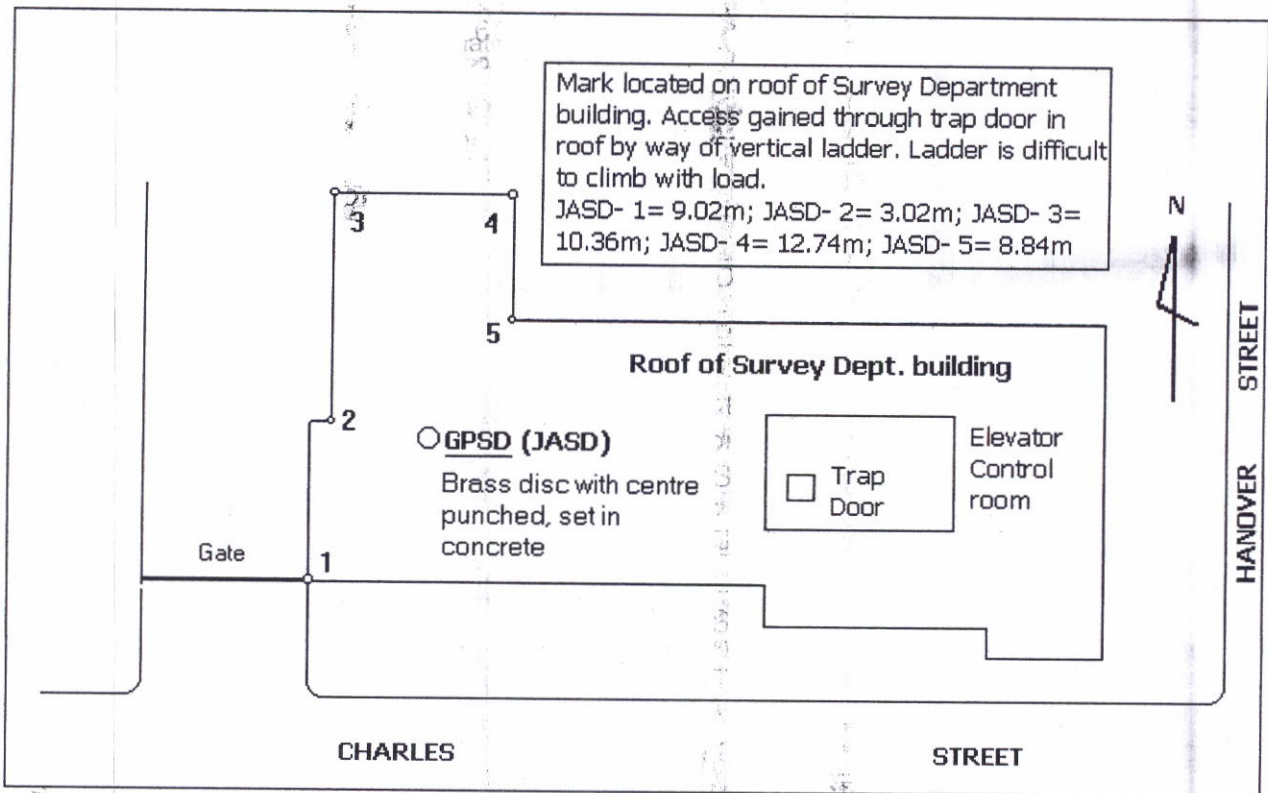 Mark located on roof of Survey Department
building. Access gained through trap door in
roof by way of vertical ladder. Ladder is difficult
to climb with load.
JASD- 1= 9.02m; JASD- 2= 3.02m; JASD- 3=
10.36m; JASD- 4= 12.74m; JASD- 5= 8.84m
N
3
4
5
Roof of Survey Dept. building
2
GPSD (JASD)
Brass disc with centre
punched, set in
concrete
Trap
Door
Elevator
Control
room
Gate
1
HANOVER STREET
CHARLES STREET